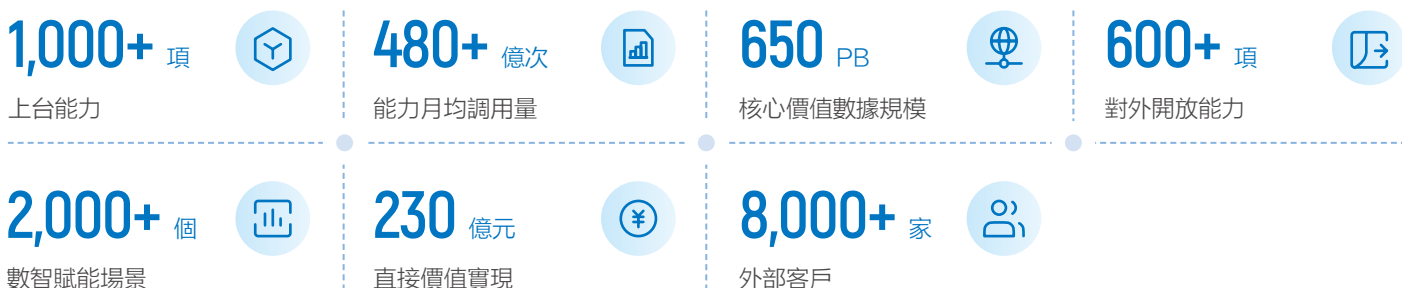 1,000+ 項
上台能力
480+ 億次
能力月均調用量
650 PB
核心價值數據規模
600+ 項
對外開放能力
2,000+ 個
數智賦能場景
230 億元
直接價值實現
8,000+ 家
外部客戶